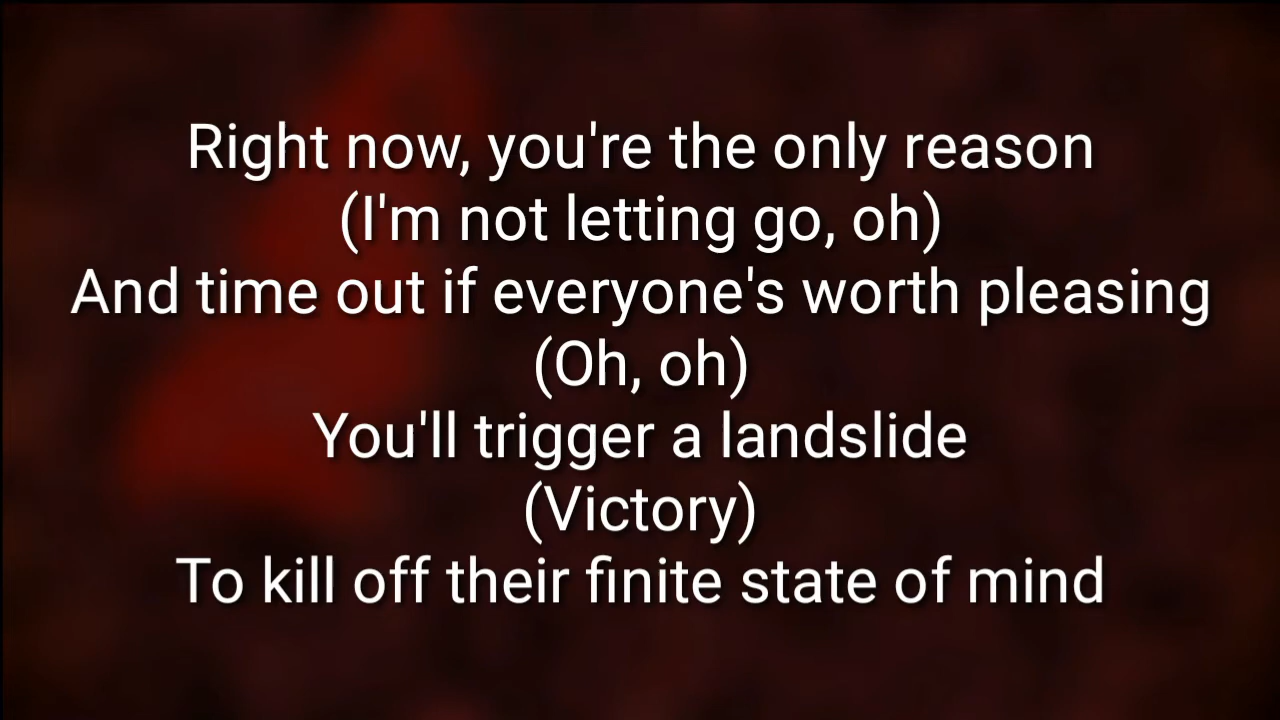 Right now, you're the only reason
(I'm not letting go, oh)
And time out if everyone's worth pleasing
(Oh, oh)
You'll trigger a landslide
(Victory)
To kill off their finite state of mind